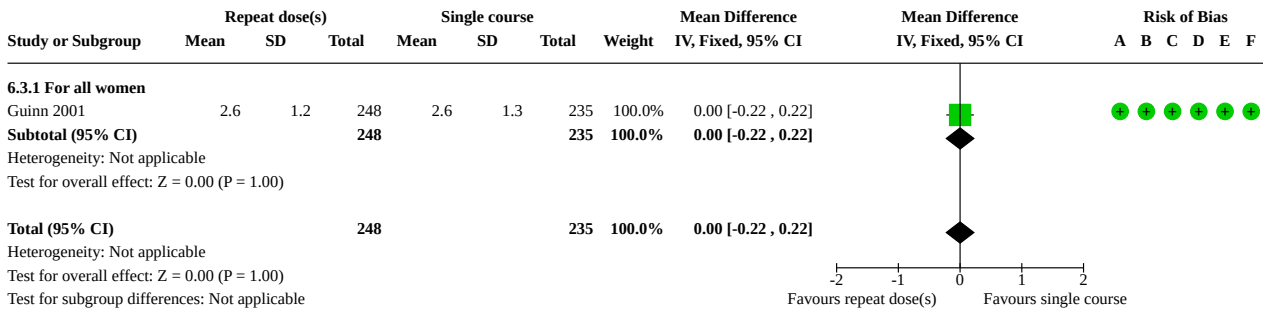 Repeat dose(s) Single course Mean Difference Mean Difference Risk of Bias
Study or Subgroup Mean SD Total Mean SD Total Weight IV, Fixed, 95% CI IV, Fixed, 95% CI A B C D E F
6.3.1 For all women
Guinn 2001 2.6 1.2 248 2.6 1.3 235 100.0% 0.00 [-0.22 , 0.22] + + + + + +
Subtotal (95% CI) 248 235 100.0% 0.00 [-0.22 , 0.22]
Heterogeneity: Not applicable
Test for overall effect: Z = 0.00 (P = 1.00)
Total (95% CI) 248 235 100.0% 0.00 [-0.22 , 0.22]
Heterogeneity: Not applicable
Test for overall effect: Z = 0.00 (P = 1.00) -2 -1 0 1 2
Test for subgroup differences: Not applicable Favours repeat dose(s) Favours single course